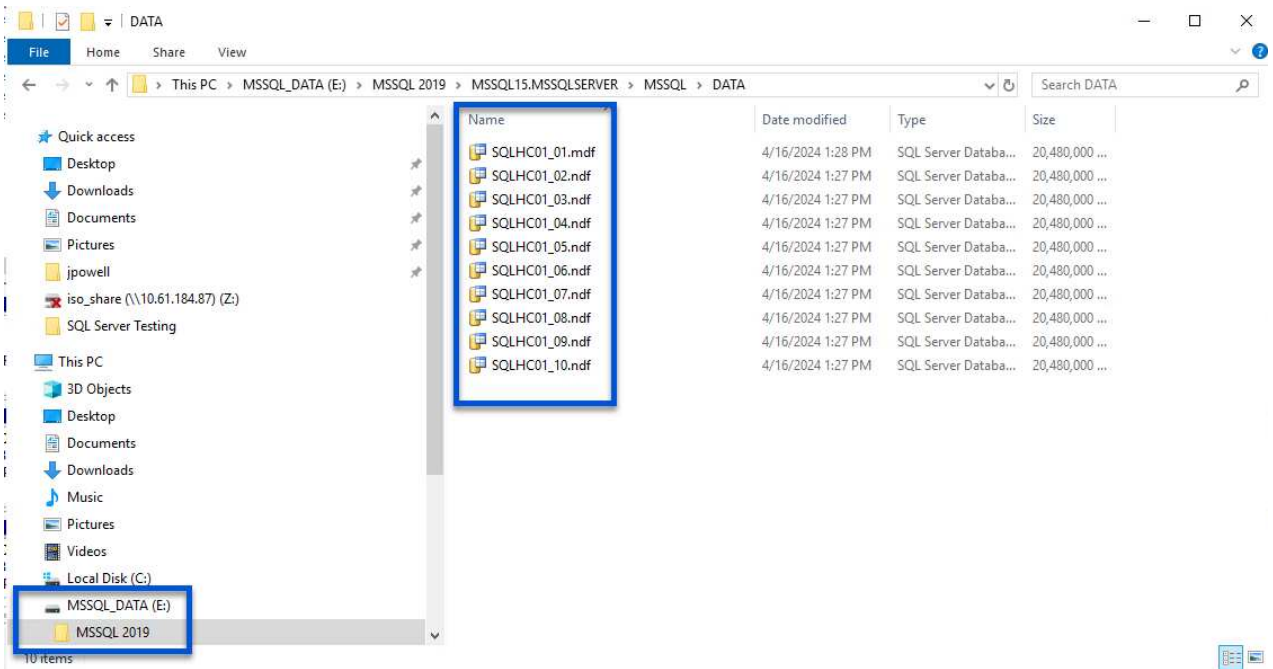 DATA
File Home Share View
This PC > MSSQL_DATA (E:) > MSSQL 2019 > MSSQL15.MSSQLSERVER > MSSQL > DATA
Search DATA
Quick access
Desktop
Downloads
Documents
Pictures
jpowell
iso_share (\\10.61.184.87) (Z:)
SQL Server Testing
This PC
3D Objects
Desktop
Documents
Downloads
Music
Pictures
Videos
Local Disk (C:)
MSSQL_DATA (E:)
MSSQL 2019
Name Date modified Type Size
SQLHC01_01.mdf 4/16/2024 1:28 PM SQL Server Databa... 20,480,000 ...
SQLHC01_02.ndf 4/16/2024 1:27 PM SQL Server Databa... 20,480,000 ...
SQLHC01_03.ndf 4/16/2024 1:27 PM SQL Server Databa... 20,480,000 ...
SQLHC01_04.ndf 4/16/2024 1:27 PM SQL Server Databa... 20,480,000 ...
SQLHC01_05.ndf 4/16/2024 1:27 PM SQL Server Databa... 20,480,000 ...
SQLHC01_06.ndf 4/16/2024 1:27 PM SQL Server Databa... 20,480,000 ...
SQLHC01_07.ndf 4/16/2024 1:27 PM SQL Server Databa... 20,480,000 ...
SQLHC01_08.ndf 4/16/2024 1:27 PM SQL Server Databa... 20,480,000 ...
SQLHC01_09.ndf 4/16/2024 1:27 PM SQL Server Databa... 20,480,000 ...
SQLHC01_10.ndf 4/16/2024 1:27 PM SQL Server Databa... 20,480,000 ...
10 items